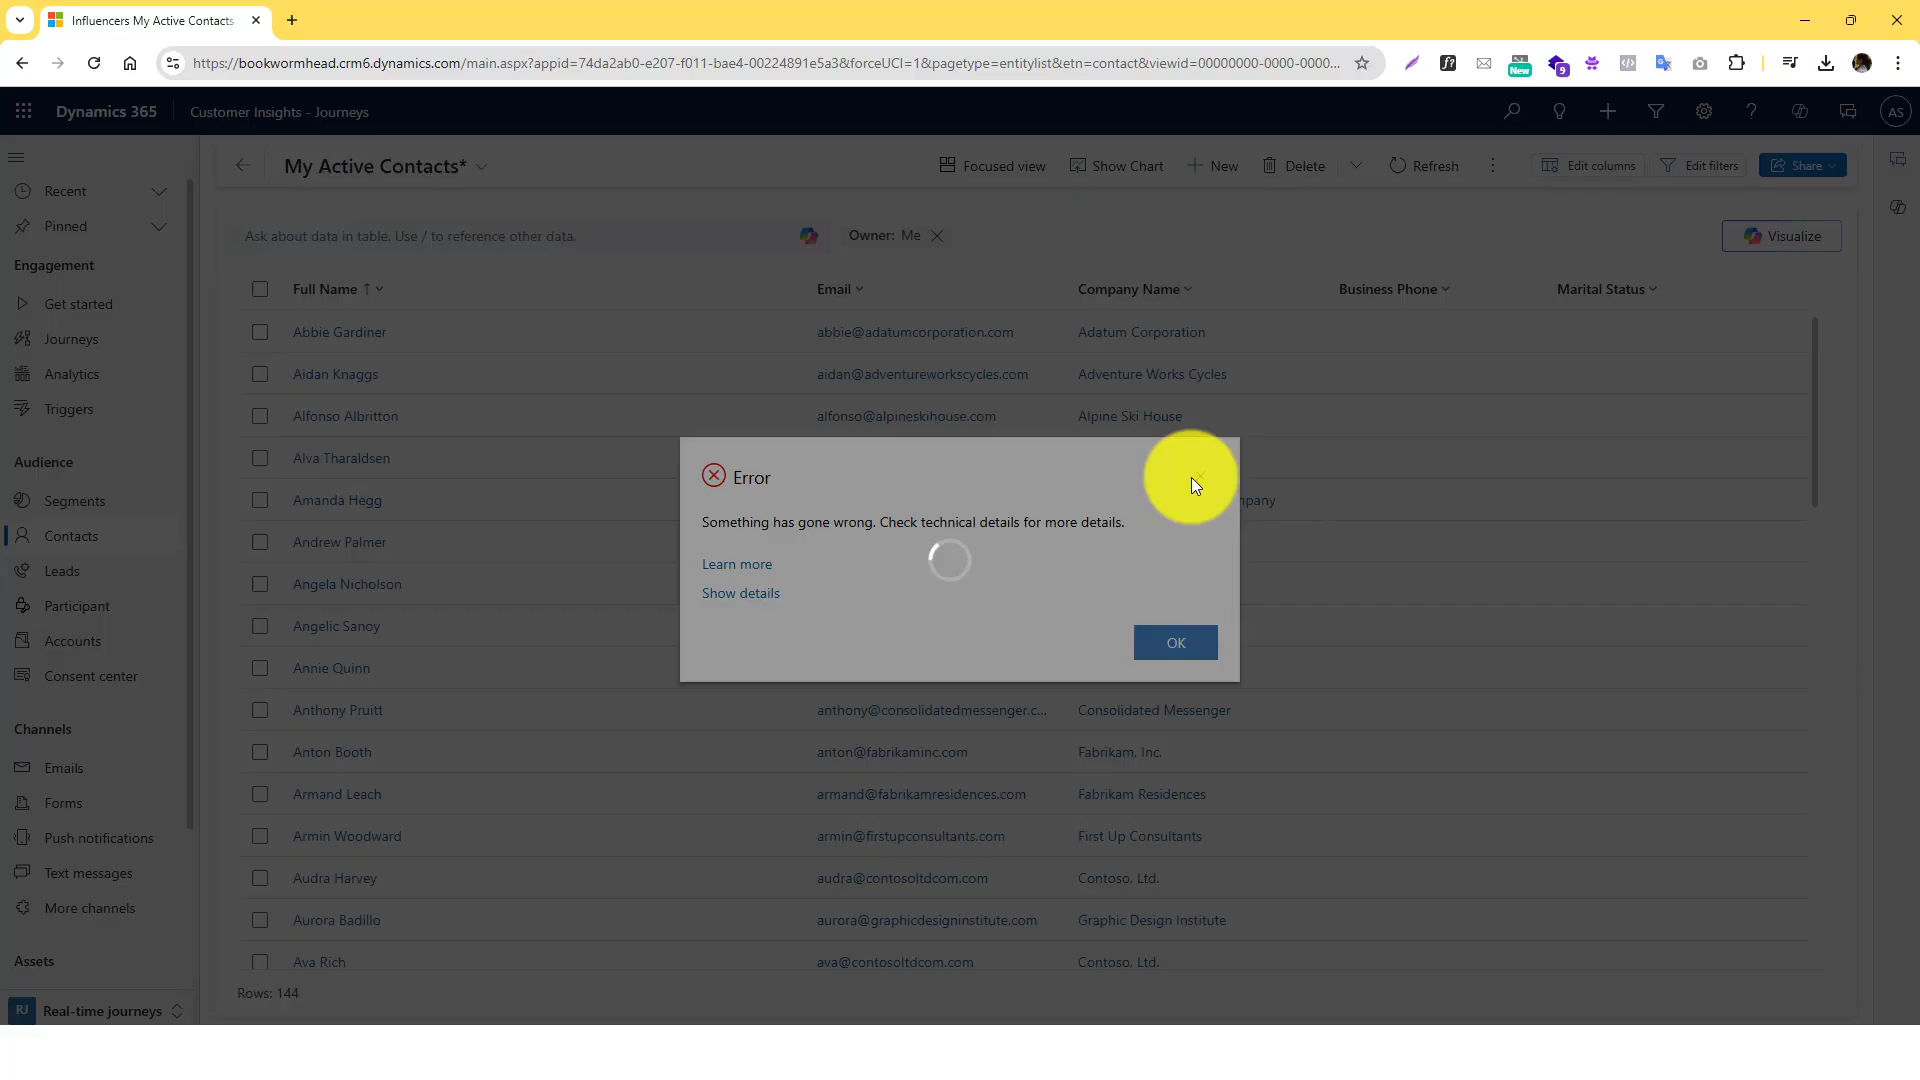 Influencers My Active Contacts
https://bookwormhead.crm6.dynamics.com/main.aspx?appid=74da2ab0-e207-f011-bae4-00224891e5a3&forceUCI=1&pagetype=entitylist&etn=contact&viewid=00000000-0000-0000...
f?
New
9
Dynamics 365
Customer Insights - Journeys
AS
My Active Contacts*
Focused view
Show Chart
New
Delete
Refresh
Edit columns
Edit filters
Share
Recent
Pinned
Engagement
Get started
Journeys
Analytics
Triggers
Audience
Segments
Contacts
Leads
Participant
Accounts
Consent center
Channels
Emails
Forms
Push notifications
Text messages
More channels
Assets
RJ Real-time journeys
Ask about data in table. Use / to reference other data.
Owner: Me
Visualize
Full Name Email Company Name Business Phone Marital Status
Abbie Gardiner abbie@adatumcorporation.com Adatum Corporation
Aidan Knaggs aidan@adventureworkscycles.com Adventure Works Cycles
Alfonso Albritton alfonso@alpineskihouse.com Alpine Ski House
Alva Tharaldsen
Amanda Hegg mpany
Andrew Palmer
Angela Nicholson
Angelic Sanoy
Annie Quinn
Anthony Pruitt anthony@consolidatedmessenger.c... Consolidated Messenger
Anton Booth anton@fabrikaminc.com Fabrikam, Inc.
Armand Leach armand@fabrikamresidences.com Fabrikam Residences
Armin Woodward armin@firstupconsultants.com First Up Consultants
Audra Harvey audra@contosoltdcom.com Contoso, Ltd.
Aurora Badillo aurora@graphicdesigninstitute.com Graphic Design Institute
Ava Rich ava@contosoltdcom.com Contoso, Ltd.
Rows: 144
Error
Something has gone wrong. Check technical details for more details.
Learn more
Show details
OK